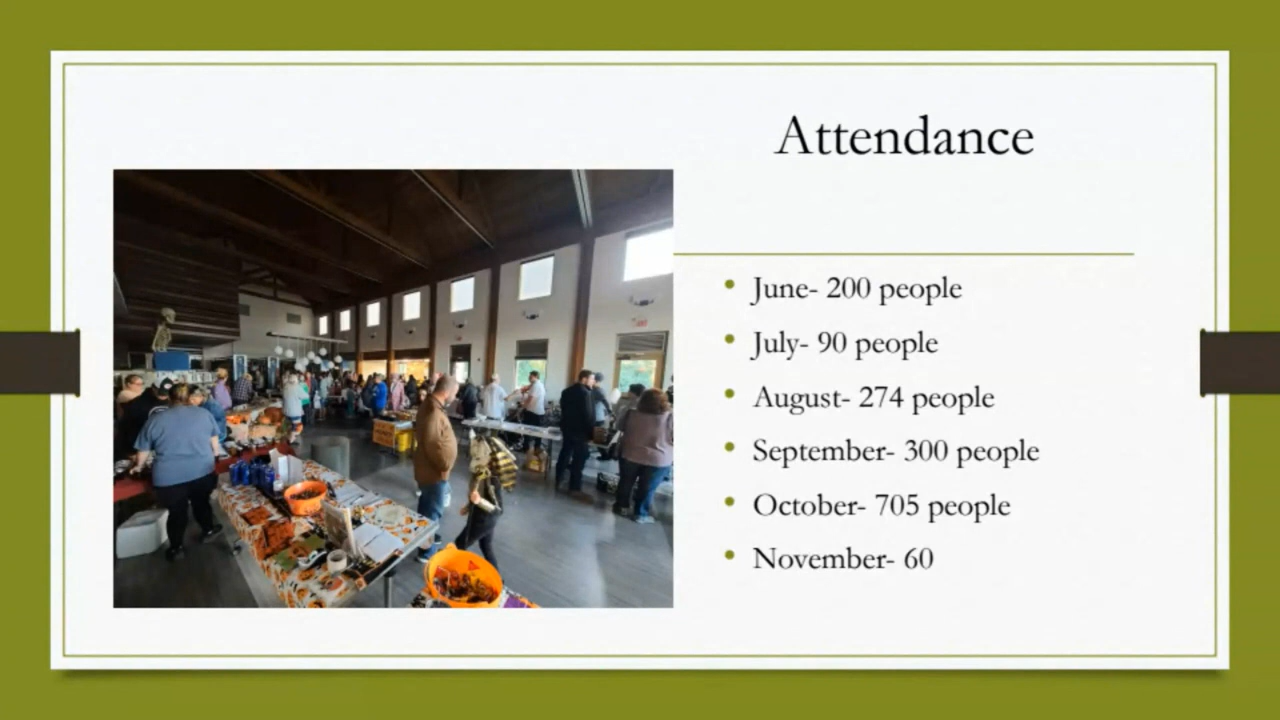 Attendance
June- 200 people
July- 90 people
August- 274 people
September- 300 people
October- 705 people
November- 60